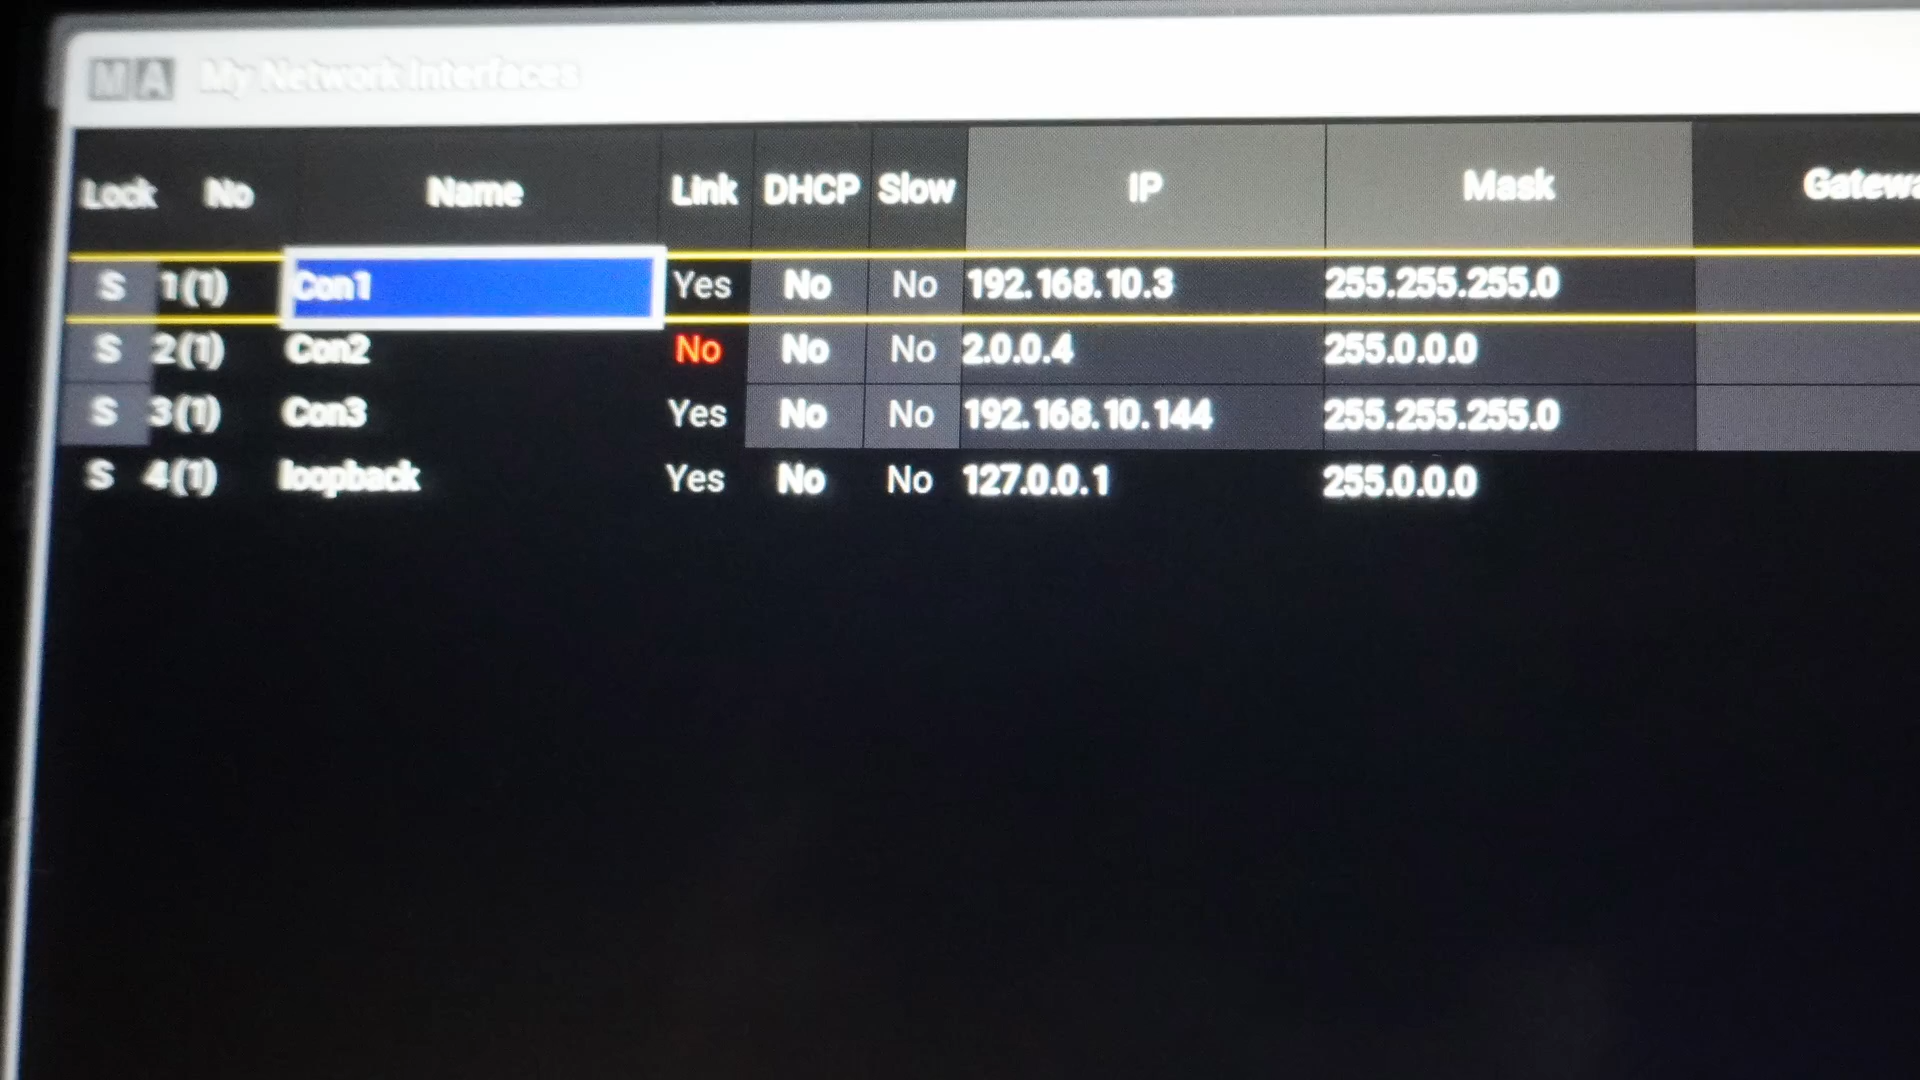 MA My Network Interfaces
Lock No Name Link DHCP Slow IP Mask Gatewa
S 1(1) Con1 Yes No No 192.168.10.3 255.255.255.0
S 2(1) Con2 No No No 2.0.0.4 255.0.0.0
S 3(1) Con3 Yes No No 192.168.10.144 255.255.255.0
S 4(1) loopback Yes No No 127.0.0.1 255.0.0.0